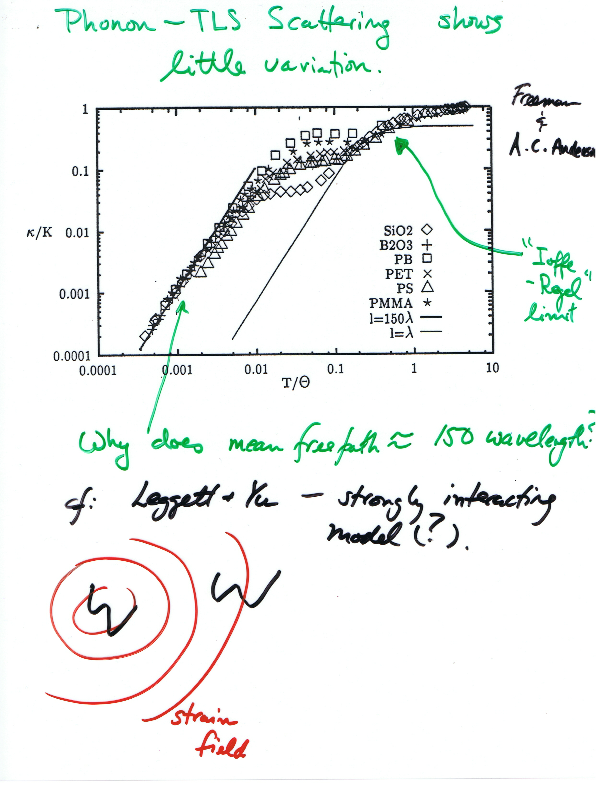 Phonon - TLS Scattering shows
little variation.
Freeman
&
A.C. Anderson
1
0.1
κ/K
0.01
0.001
0.0001
SiO2
B2O3
PB
PET
PS
PMMA
l=150λ
l=λ
0.0001 0.001 0.01 0.1 1 10
T/Θ
"Ioffe
-Regel"
limit
Why does mean free path ≈ 150 wavelength?
cf: Leggett + Yu - strongly interacting
model (?).
strain
field